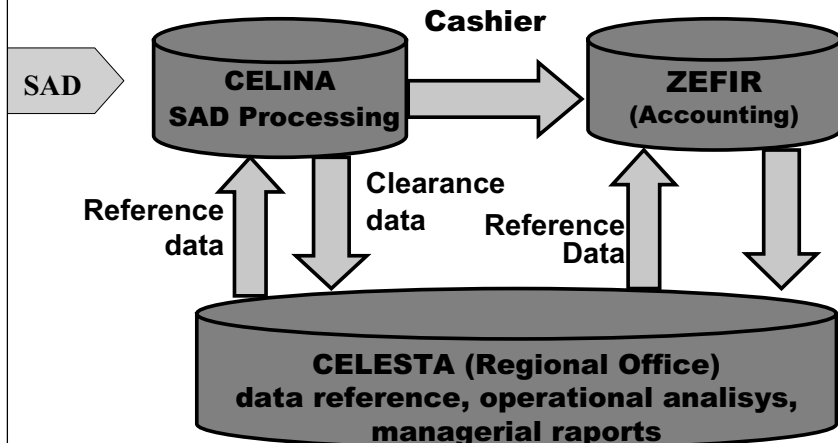 Cashier
SAD
CELINA
SAD Processing
ZEFIR
(Accounting)
Reference
data
Clearance
data
Reference
Data
CELESTA (Regional Office)
data reference, operational analisys,
managerial raports